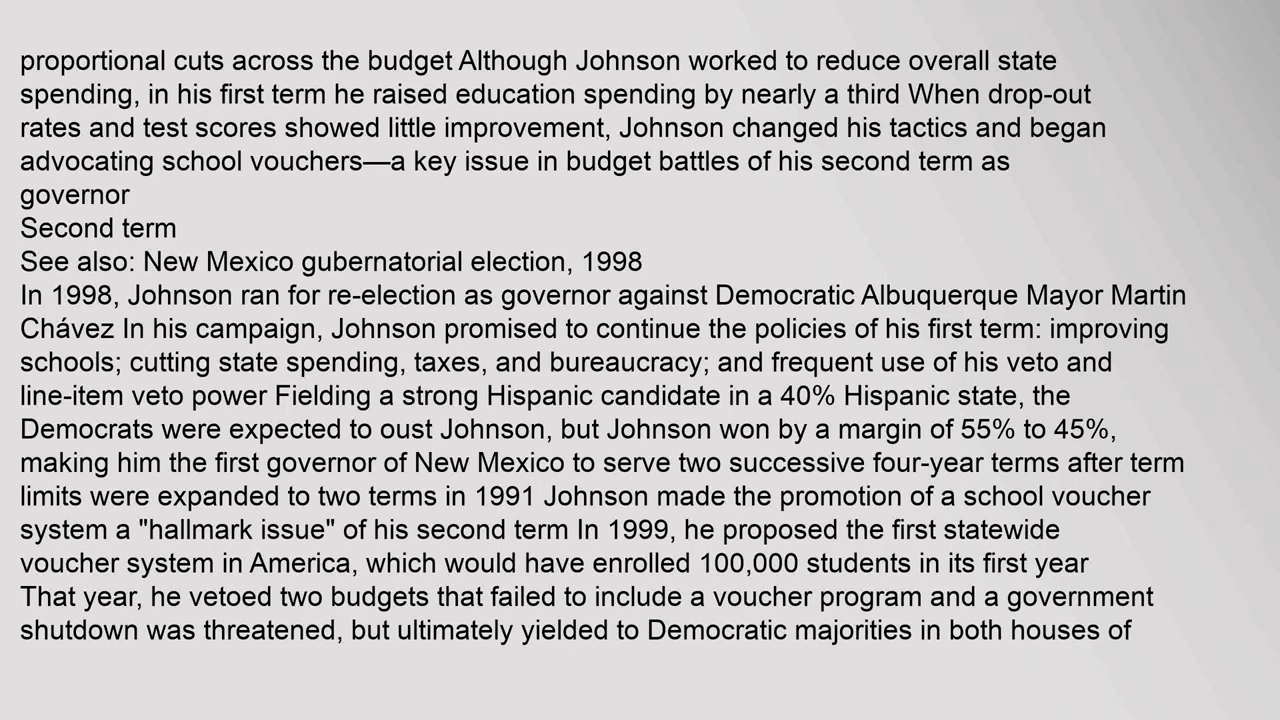 proportional cuts across the budget Although Johnson worked to reduce overall state
spending, in his first term he raised education spending by nearly a third When drop-out
rates and test scores showed little improvement, Johnson changed his tactics and began
advocating school vouchers—a key issue in budget battles of his second term as
governor
Second term
See also: New Mexico gubernatorial election, 1998
In 1998, Johnson ran for re-election as governor against Democratic Albuquerque Mayor Martin
Chávez In his campaign, Johnson promised to continue the policies of his first term: improving
schools; cutting state spending, taxes, and bureaucracy; and frequent use of his veto and
line-item veto power Fielding a strong Hispanic candidate in a 40% Hispanic state, the
Democrats were expected to oust Johnson, but Johnson won by a margin of 55% to 45%,
making him the first governor of New Mexico to serve two successive four-year terms after term
limits were expanded to two terms in 1991 Johnson made the promotion of a school voucher
system a "hallmark issue" of his second term In 1999, he proposed the first statewide
voucher system in America, which would have enrolled 100,000 students in its first year
That year, he vetoed two budgets that failed to include a voucher program and a government
shutdown was threatened, but ultimately yielded to Democratic majorities in both houses of